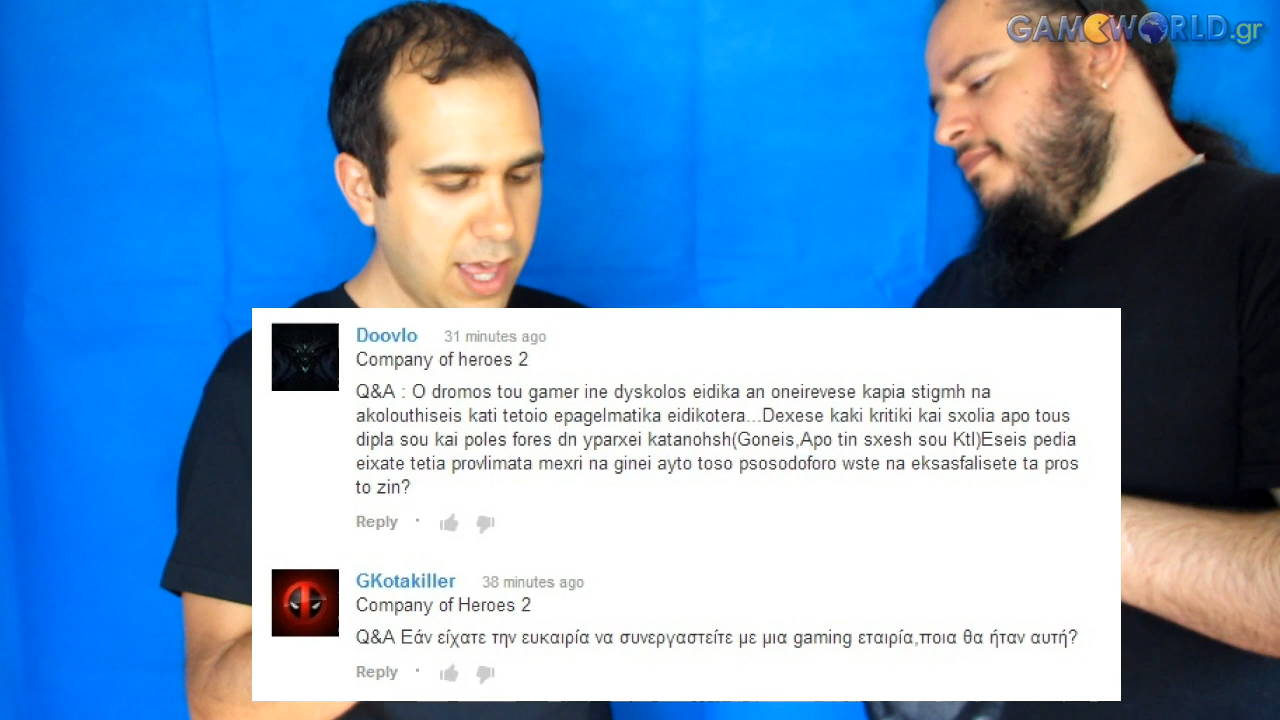 GAMEWORLD.gr
Doovlo 31 minutes ago
Company of heroes 2
Q&A : O dromos tou gamer ine dyskolos eidika an oneirevese kapia stigmh na
akolouthiseis kati tetoio epagelmatika eidikotera...Dexese kaki kritiki kai sxolia apo tous
dipla sou kai poles fores dn yparxei katanohsh(Goneis,Apo tin sxesh sou Ktl)Eseis pedia
eixate tetia provlimata mexri na ginei ayto toso psosodoforo wste na eksasfalisete ta pros
to zin?
Reply ·
GKotakiller 38 minutes ago
Company of Heroes 2
Q&A Εάν είχατε την ευκαιρία να συνεργαστείτε με μια gaming εταιρία,ποια θα ήταν αυτή?
Reply ·